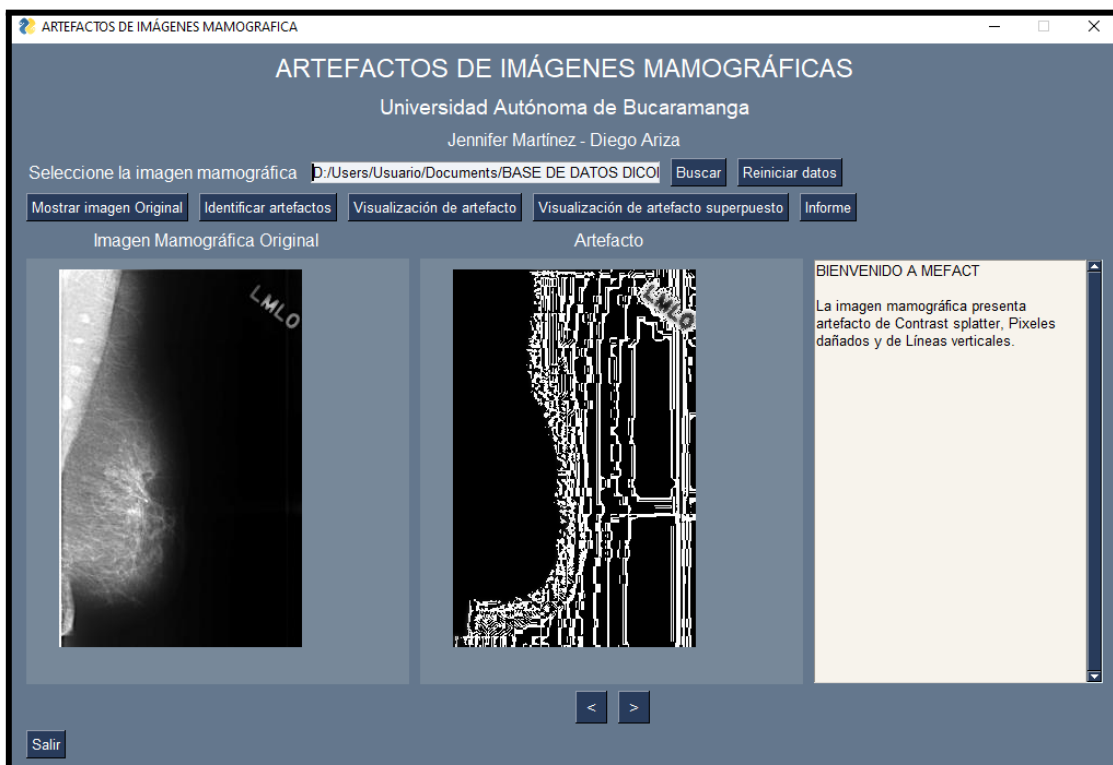 ARTEFACTOS DE IMÁGENES MAMOGRAFICA
ARTEFACTOS DE IMÁGENES MAMOGRÁFICAS
Universidad Autónoma de Bucaramanga
Jennifer Martínez - Diego Ariza
Seleccione la imagen mamográfica D:/Users/Usuario/Documents/BASE DE DATOS DICOI Buscar Reiniciar datos
Mostrar imagen Original Identificar artefactos Visualización de artefacto Visualización de artefacto superpuesto Informe
Imagen Mamográfica Original Artefacto
LMLO LMLO
BIENVENIDO A MEFACT
La imagen mamográfica presenta
artefacto de Contrast splatter, Pixeles
dañados y de Líneas verticales.
< >
Salir